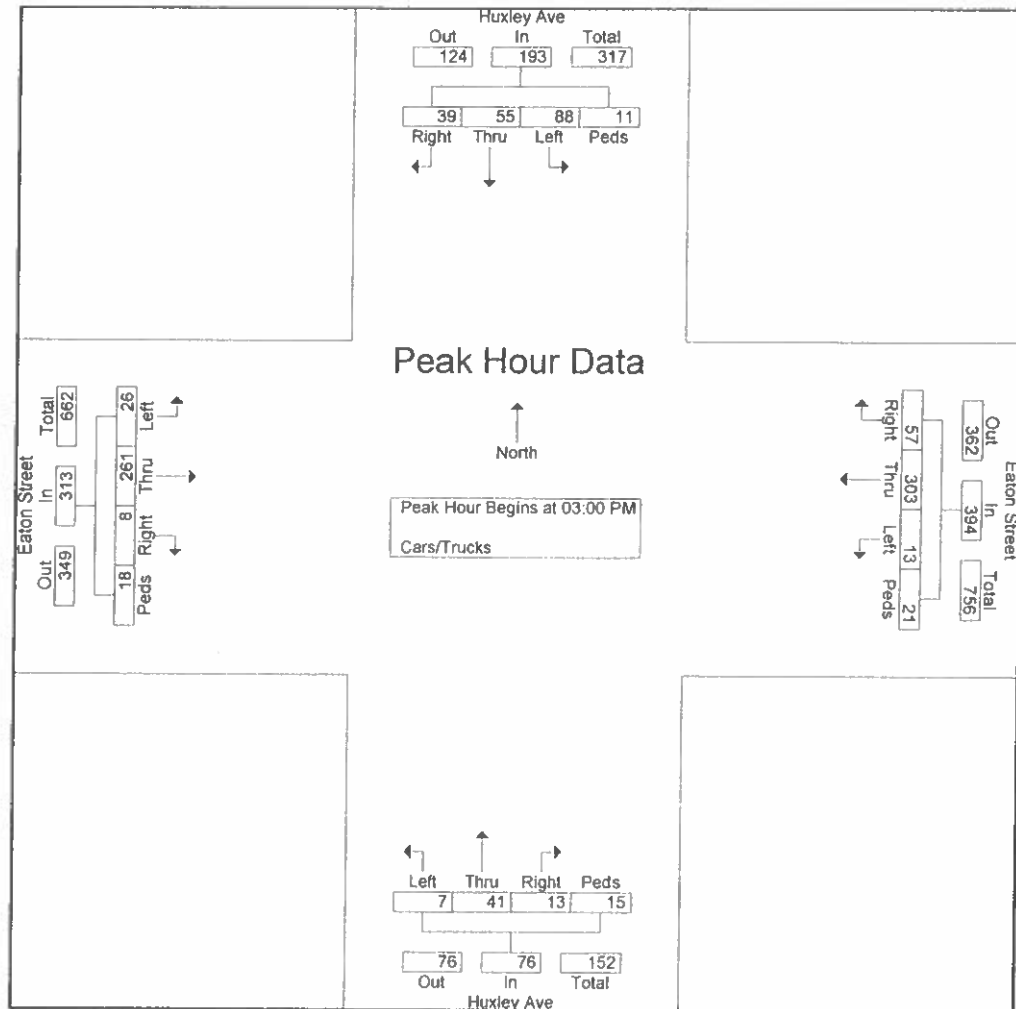 Huxley Ave
Out In Total
124 193 317
39 55 88 11
Right Thru Left Peds
Peak Hour Data
North
Peak Hour Begins at 03:00 PM
Cars/Trucks
Eaton Street
Total In Out
662 313 349
26 261 8 18
Left Thru Right Peds
Right Thru Left Peds
57 303 13 21
Out In Total
362 394 756
Eaton Street
Left Thru Right Peds
7 41 13 15
76 76 152
Out In Total
Huxley Ave